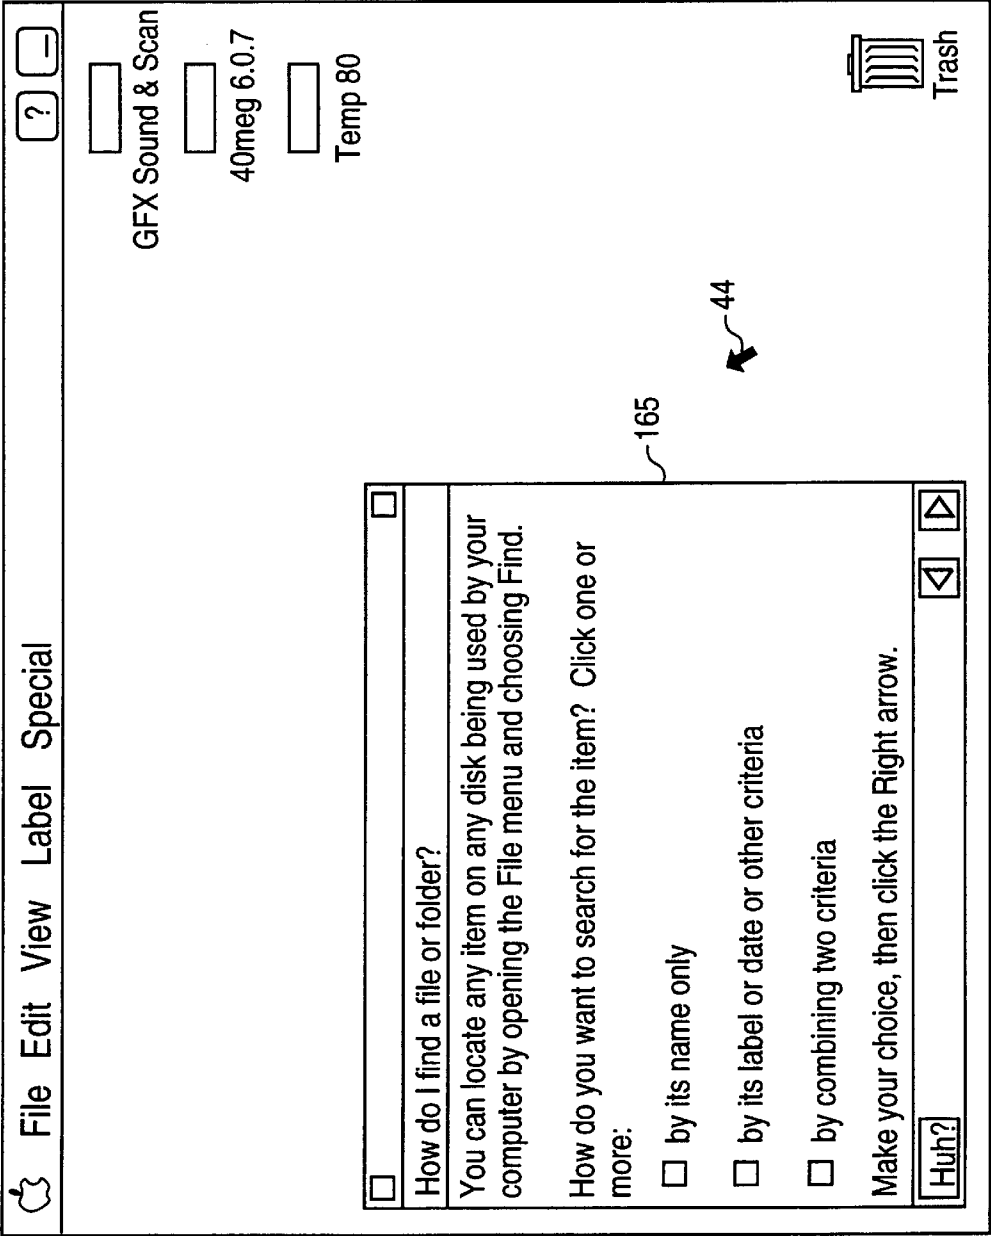 File Edit View Label Special ? _
GFX Sound & Scan
40meg 6.0.7
Temp 80
How do I find a file or folder?
You can locate any item on any disk being used by your
computer by opening the File menu and choosing Find.
How do you want to search for the item? Click one or
more:
by its name only
by its label or date or other criteria
by combining two criteria
Make your choice, then click the Right arrow.
Huh?
165
44
Trash